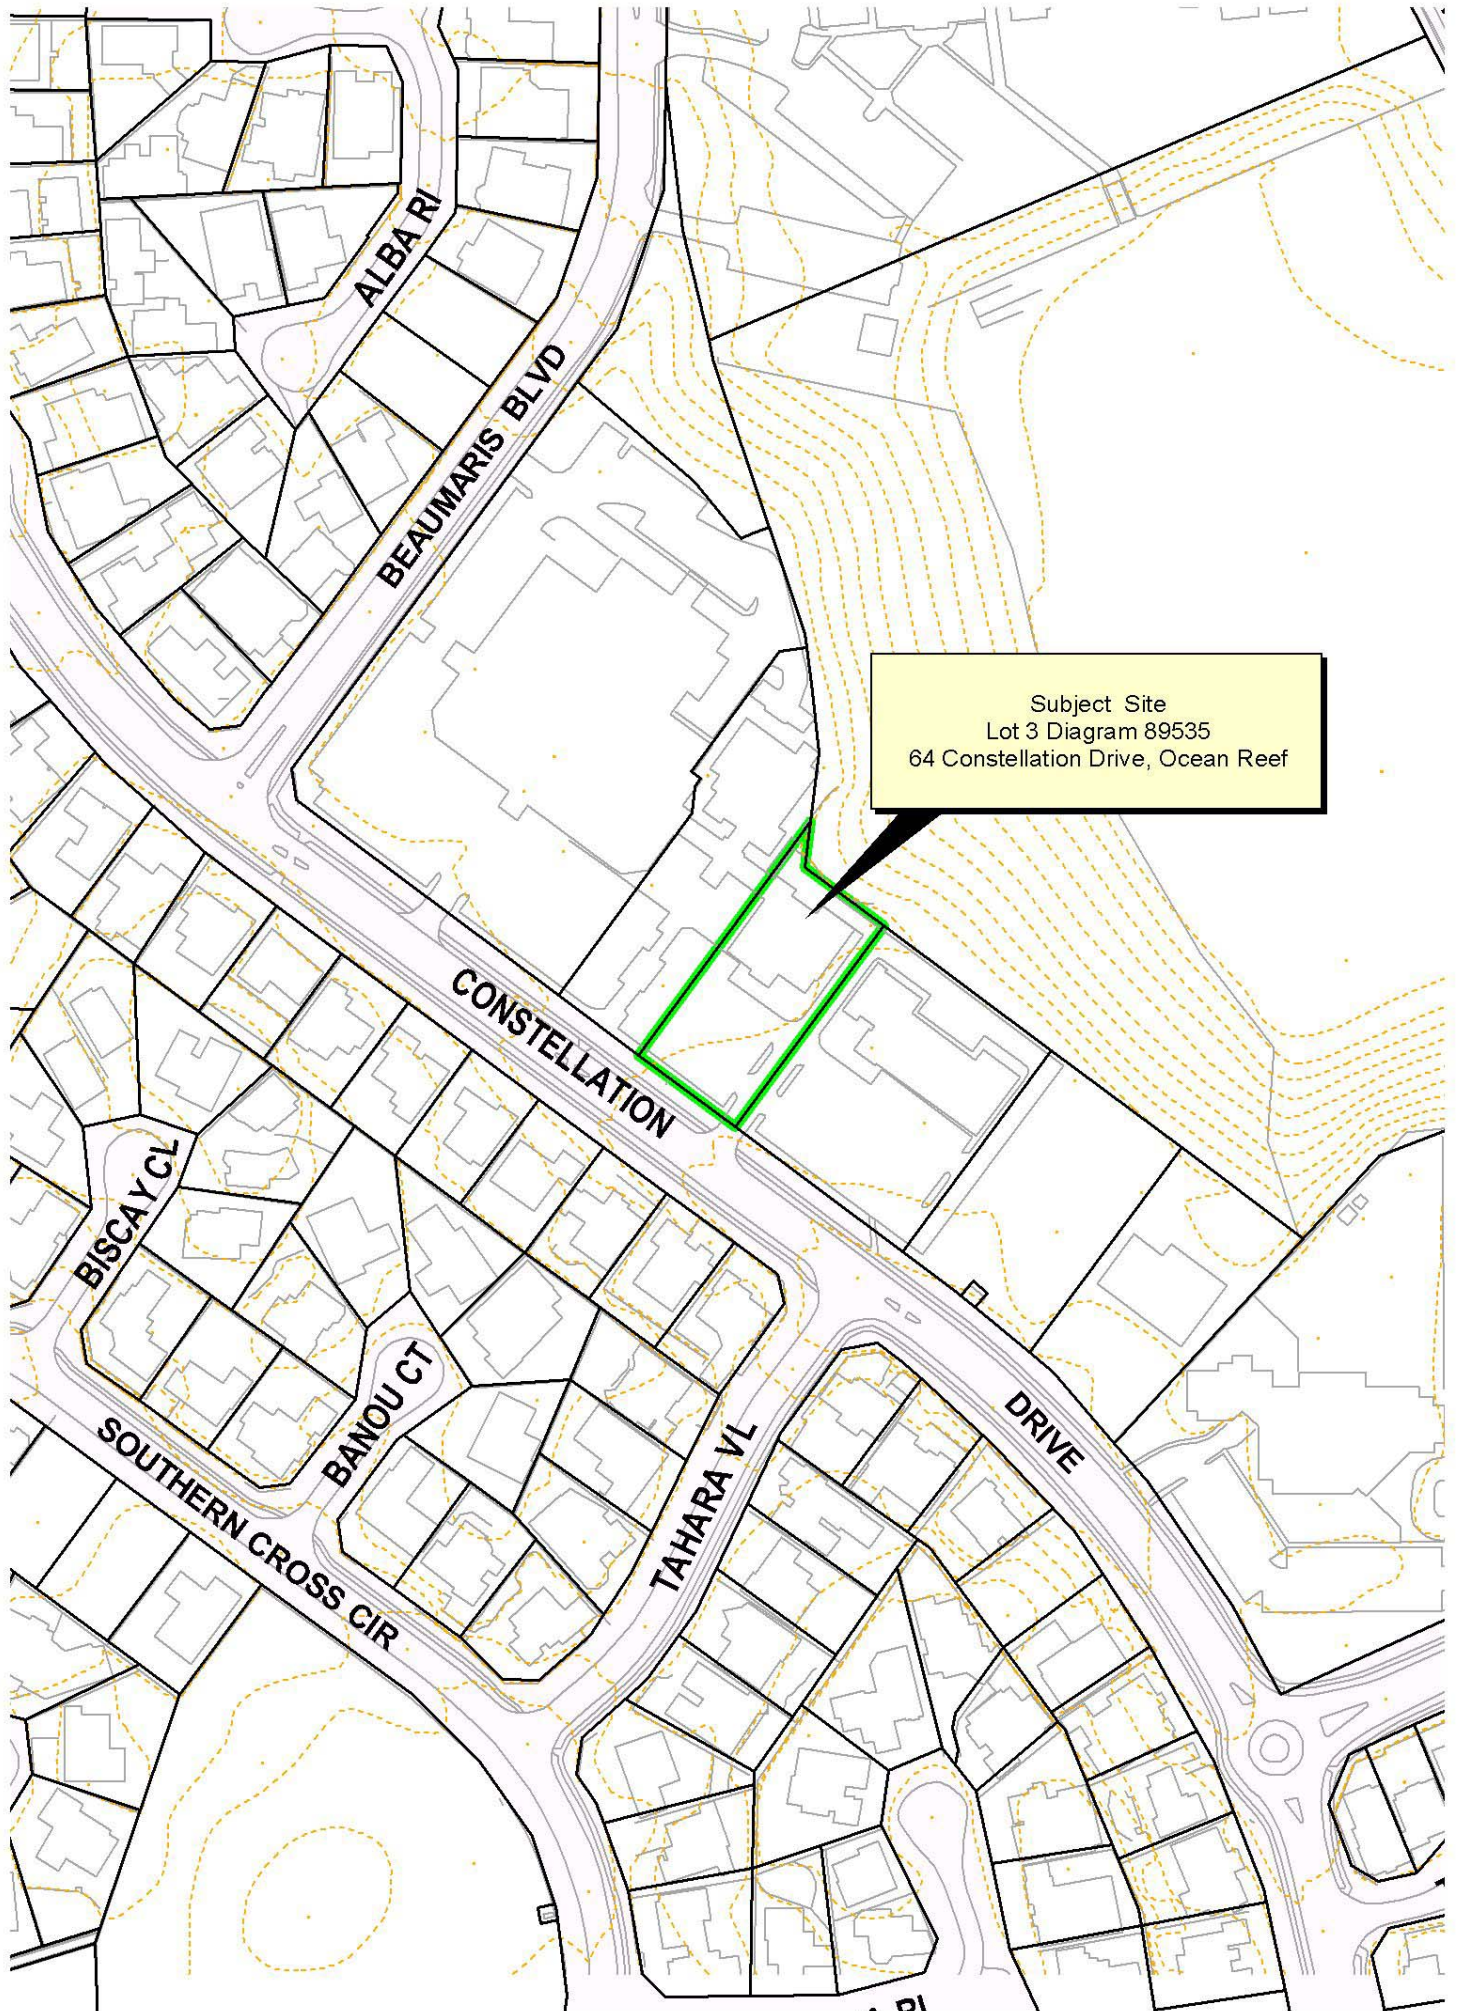 ALBA RI
BEAUMARIS BLVD
Subject Site
Lot 3 Diagram 89535
64 Constellation Drive, Ocean Reef
CONSTELLATION
DRIVE
BISCAY CL
BANOU CT
SOUTHERN CROSS CIR
TAHARA VL